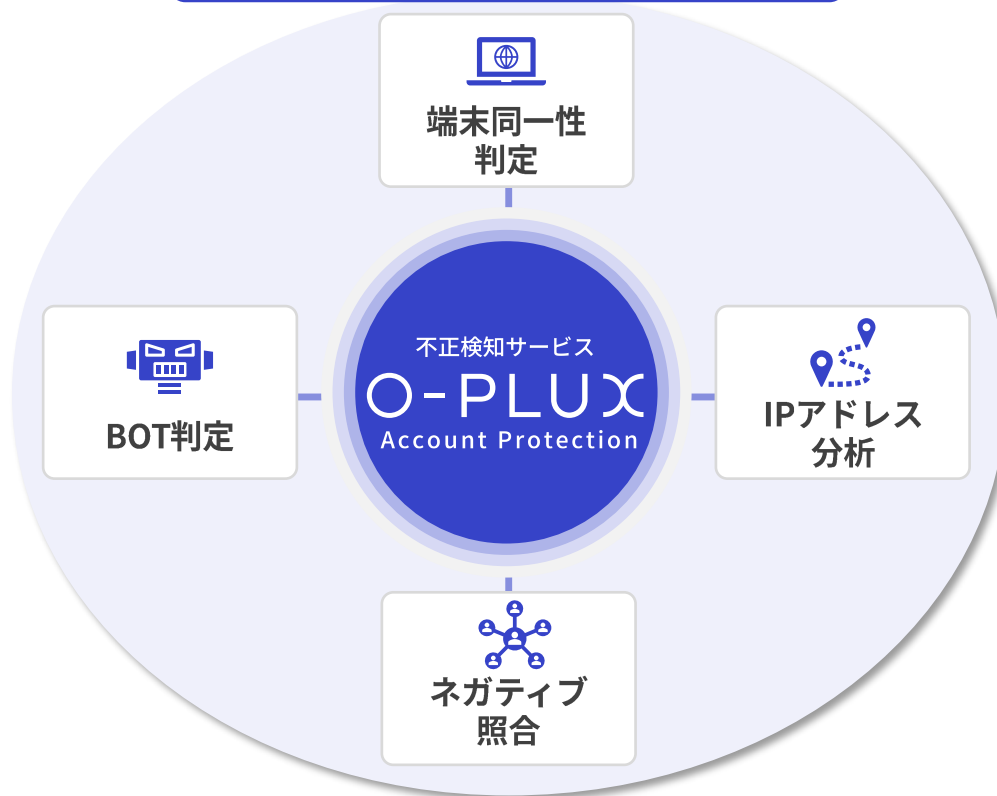 端末同一性
判定
不正検知サービス
O-PLUX
Account Protection
BOT判定
IPアドレス
分析
ネガティブ
照合